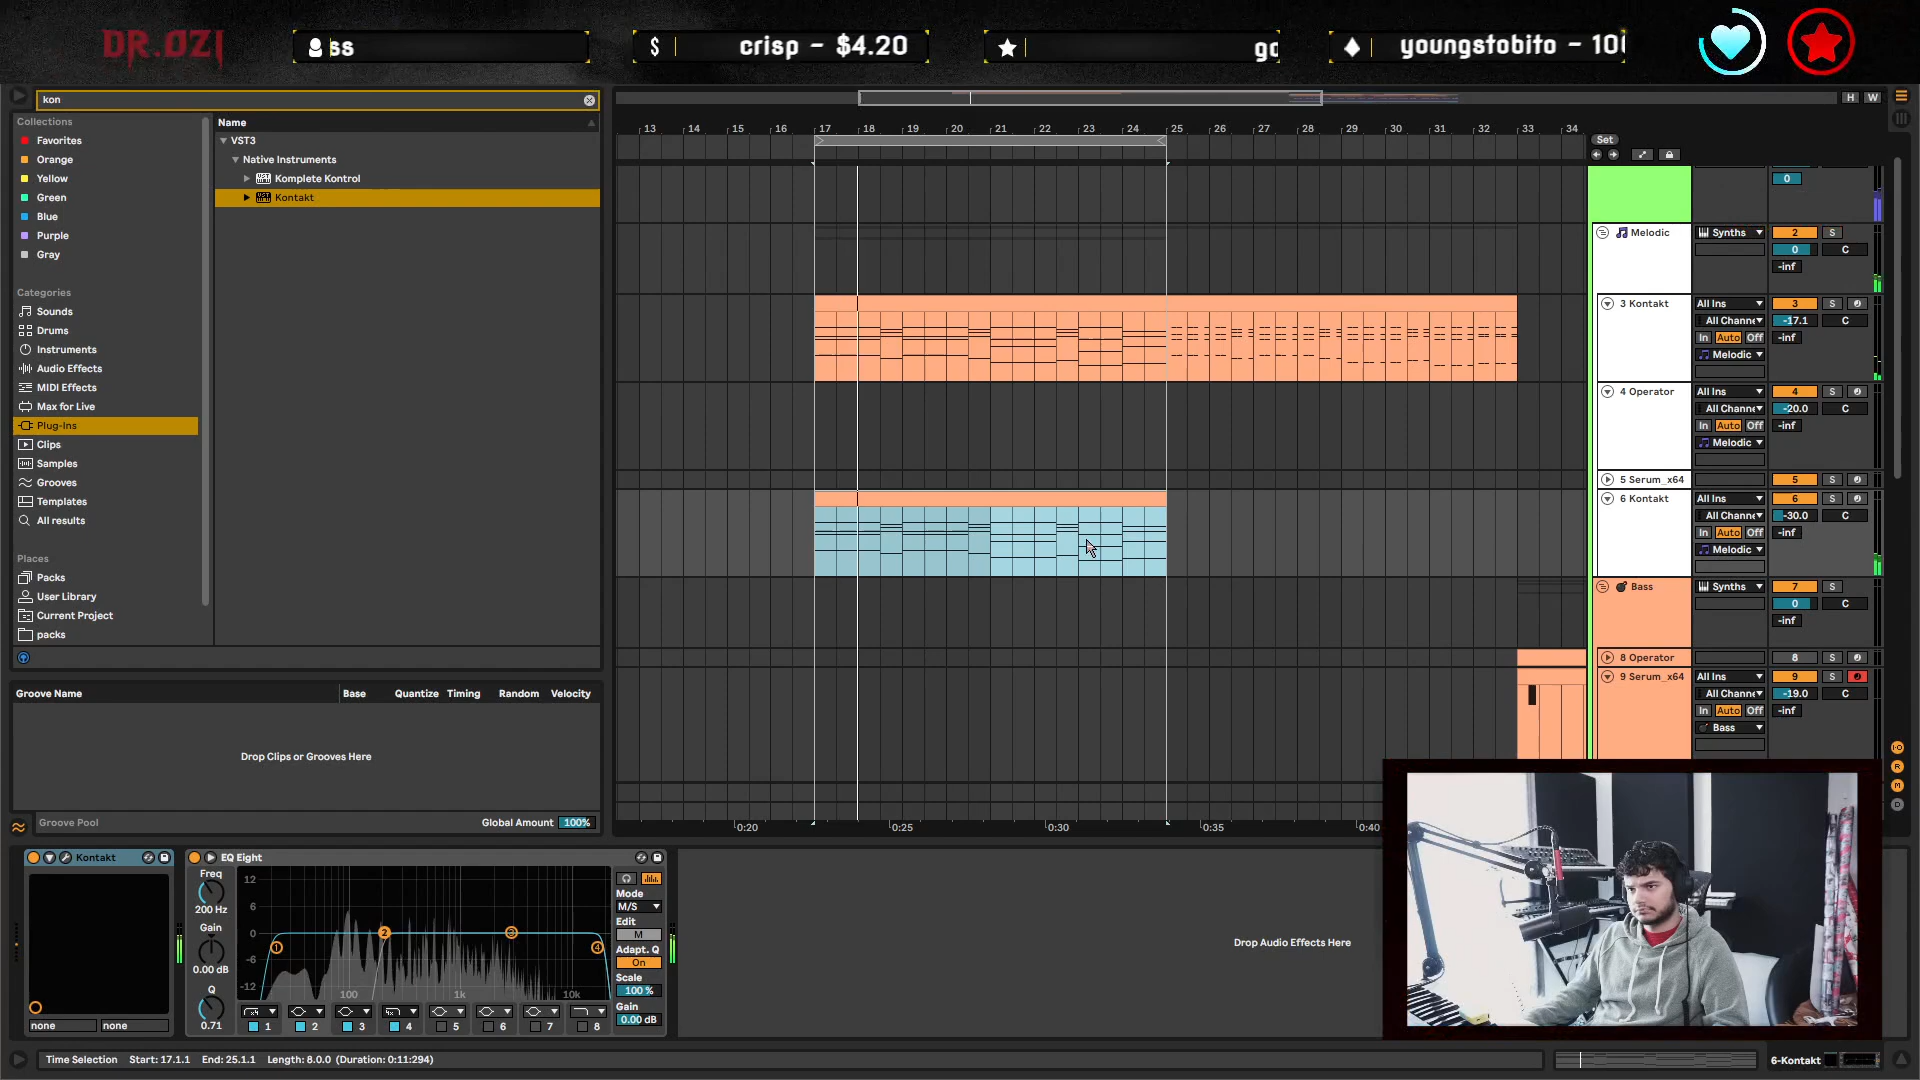 DR.OZI
ss
$ crisp - $4.20
gc
youngstobito - 10
kon
H W
Collections
Favorites
Orange
Yellow
Green
Blue
Purple
Gray
Categories
Sounds
Drums
Instruments
Audio Effects
MIDI Effects
Max for Live
Plug-Ins
Clips
Samples
Grooves
Templates
All results
Places
Packs
User Library
Current Project
packs
Name
VST3
Native Instruments
Komplete Kontrol
Kontakt
13 14 15 16 17 18 19 20 21 22 23 24 25 26 27 28 29 30 31 32 33 34
Set
0
Melodic Synths 2 S
0 C
-inf
3 Kontakt All Ins 3 S
All Channe -17.1 C
In Auto Off -inf
Melodic
4 Operator All Ins 4 S
All Channe -20.0 C
In Auto Off -inf
Melodic
5 Serum_x64 5 S
6 Kontakt All Ins 6 S
All Channe -30.0 C
In Auto Off -inf
Melodic
Bass Synths 7 S
0 C
-inf
8 Operator 8 S
9 Serum_x64 All Ins 9 S
All Channe -19.0 C
In Auto Off -inf
Bass
Groove Name Base Quantize Timing Random Velocity
Drop Clips or Grooves Here
Groove Pool Global Amount 100%
0:20 0:25 0:30 0:35 0:40
Kontakt
none none
EQ Eight
Freq
200 Hz
Gain
0.00 dB
Q
0.71
12
6
0
-6
-12
100 1k 10k
1 2 3 4
1 2 3 4 5 6 7 8
Mode
M/S
Edit
M
Adapt. Q
On
Scale
100 %
Gain
0.00 dB
Drop Audio Effects Here
Time Selection Start: 17.1.1 End: 25.1.1 Length: 8.0.0 (Duration: 0:11:294)
6-Kontakt